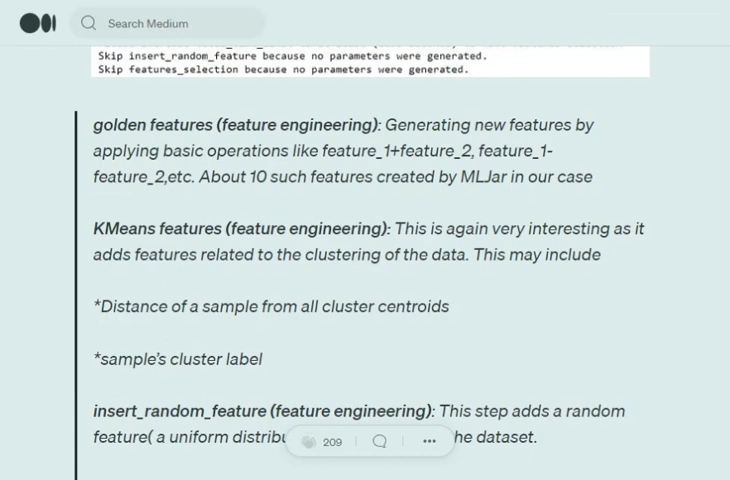 Search Medium
Skip insert_random_feature because no parameters were generated.
Skip features_selection because no parameters were generated.
golden features (feature engineering): Generating new features by
applying basic operations like feature_1+feature_2, feature_1-
feature_2,etc. About 10 such features created by MLJar in our case
KMeans features (feature engineering): This is again very interesting as it
adds features related to the clustering of the data. This may include
*Distance of a sample from all cluster centroids
*sample’s cluster label
insert_random_feature (feature engineering): This step adds a random
feature( a uniform he dataset.
209